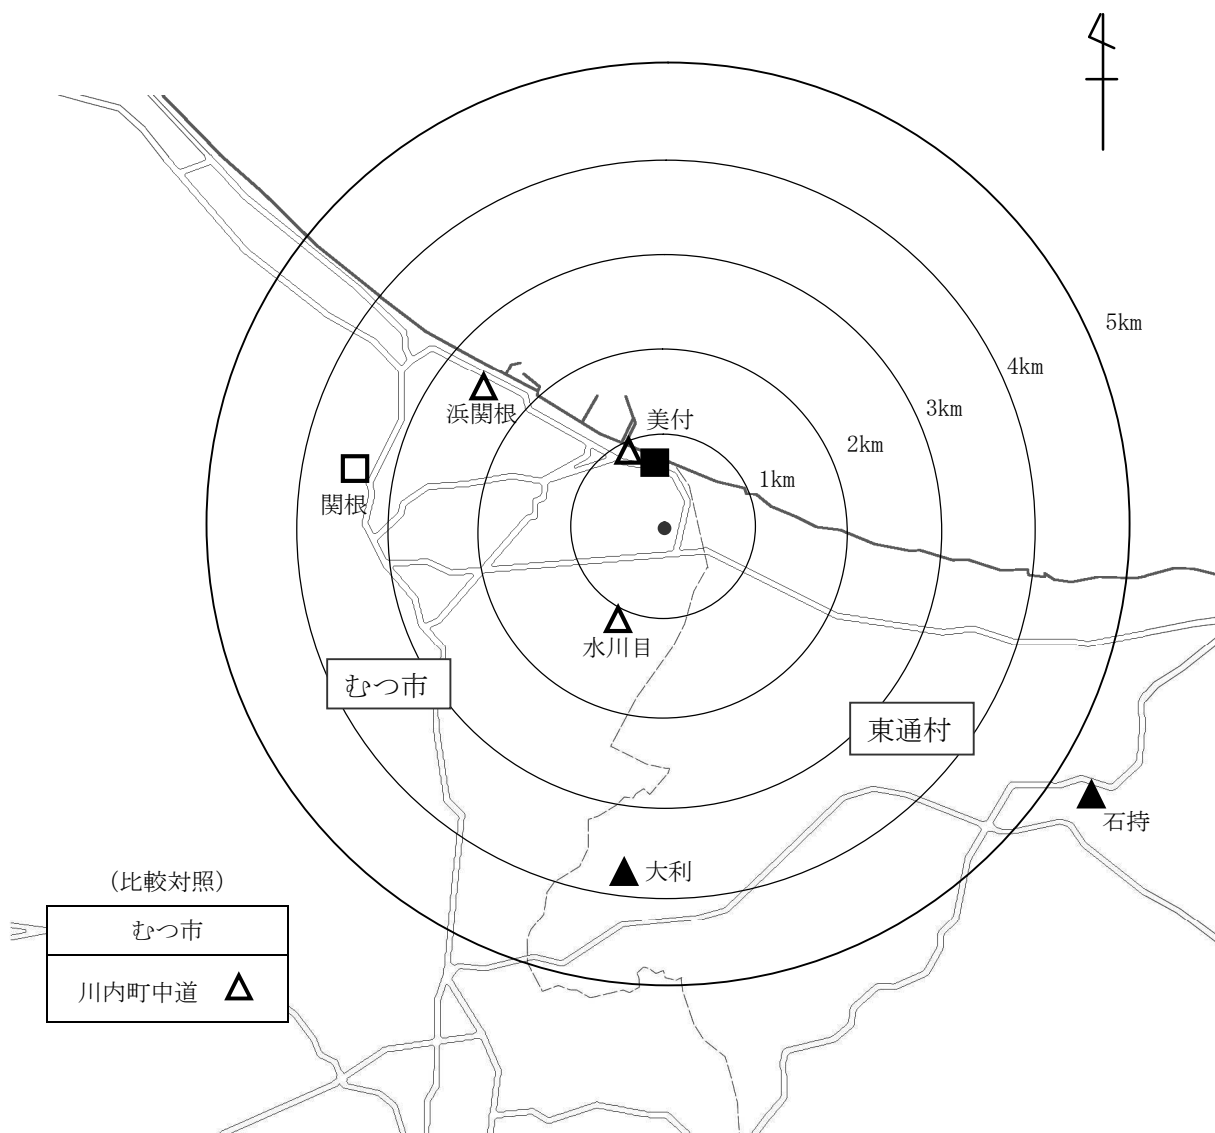 5km
4km
3km
浜関根
美付
2km
1km
関根
水川目
むつ市
東通村
石持
大利
(比較対照)
むつ市
川内町中道